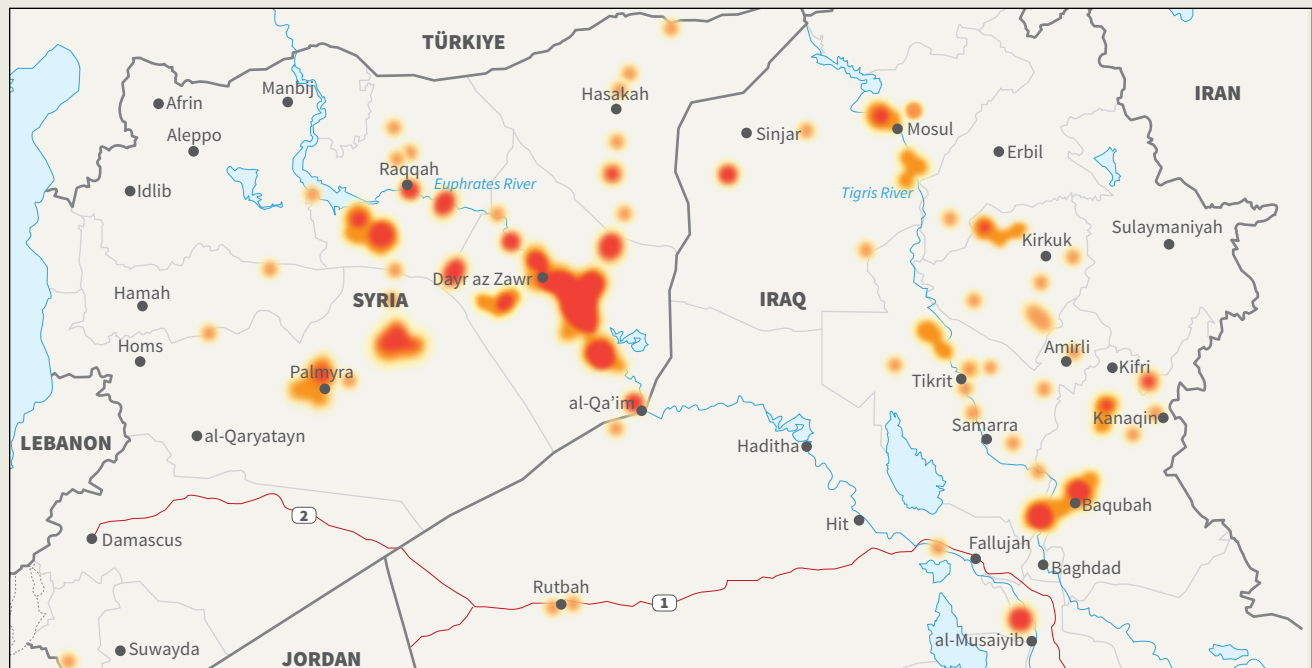 TÜRKIYE
IRAN
Manbij
Afrin
Hasakah
Aleppo
Sinjar
Mosul
Erbil
Raqqah
Idlib
Euphrates River
Tigris River
Sulaymaniyah
Kirkuk
Dayr az Zawr
Hamah
SYRIA
IRAQ
Homs
Amirli
Kifri
Palmyra
Tikrit
al-Qa’im
Kanaqin
LEBANON
al-Qaryatayn
Samarra
Haditha
Baqubah
2
Hit
Damascus
Fallujah
Baghdad
Rutbah
1
al-Musaiyib
Suwayda
JORDAN